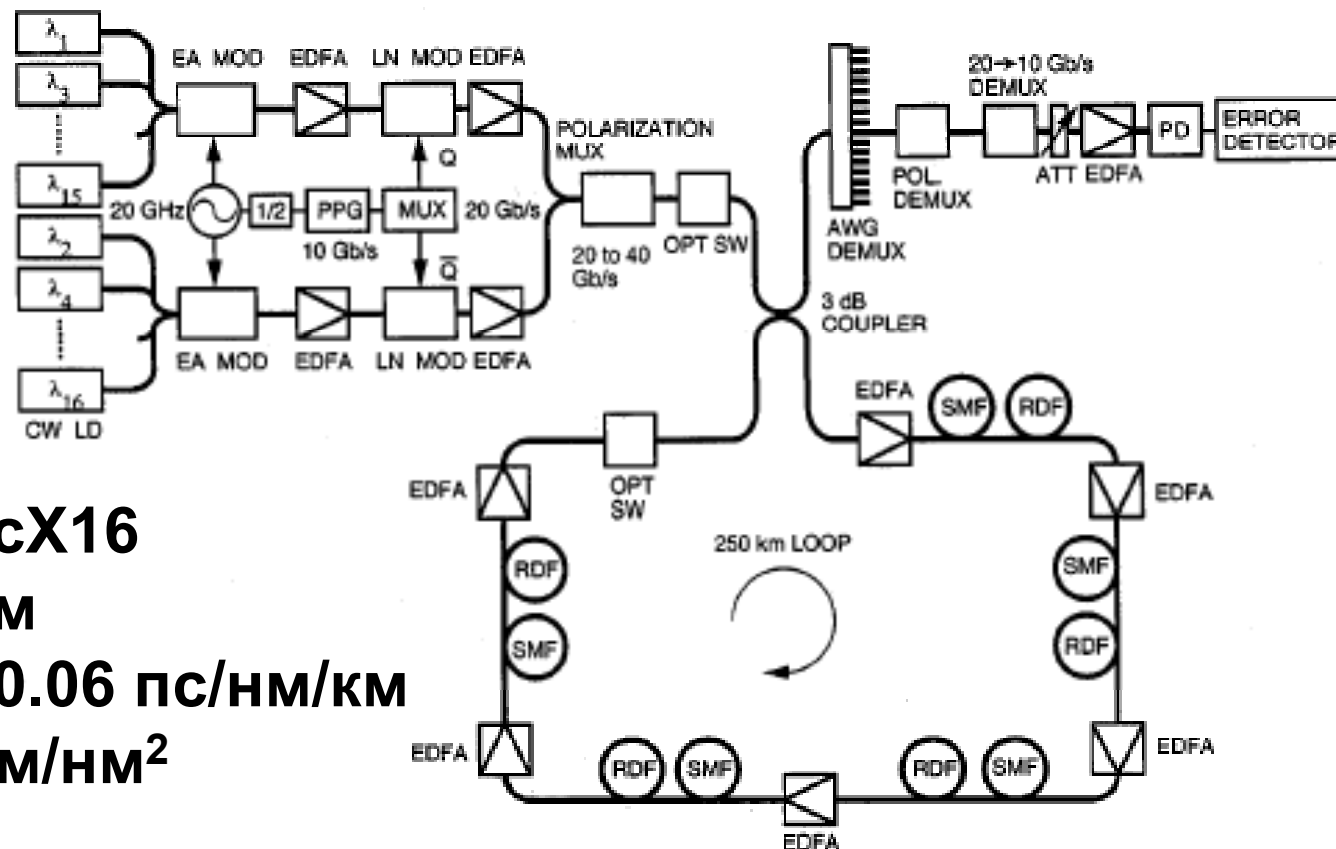 λ1
λ3
λ15
λ2
λ4
λ16
CW LD
EA MOD
EDFA
LN MOD
EDFA
20 GHz
1/2
PPG
MUX
20 Gb/s
10 Gb/s
Q
Q̅
EA MOD
EDFA
LN MOD
EDFA
POLARIZATION
MUX
20 to 40
Gb/s
OPT SW
3 dB
COUPLER
AWG
DEMUX
POL.
DEMUX
20→10 Gb/s
DEMUX
ATT
EDFA
PD
ERROR
DETECTOR
EDFA
SMF
RDF
EDFA
SMF
RDF
EDFA
SMF
RDF
EDFA
SMF
RDF
EDFA
SMF
RDF
EDFA
OPT
SW
250 km LOOP
сХ16
м
0.06 пс/нм/км
м/нм²